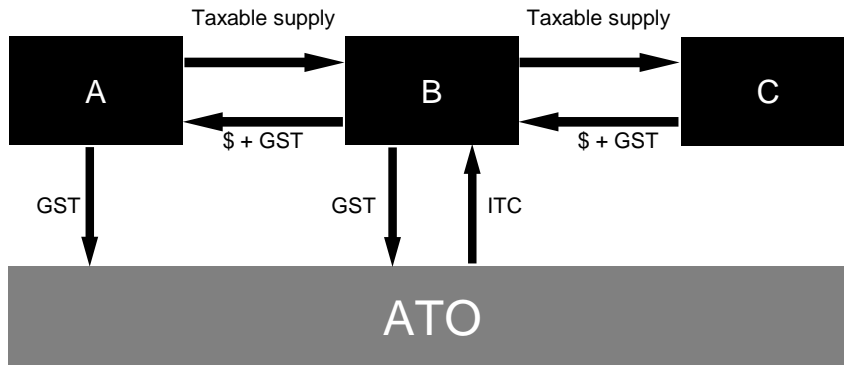 Taxable supply
Taxable supply
A
B
C
$ + GST
$ + GST
GST
GST
ITC
ATO